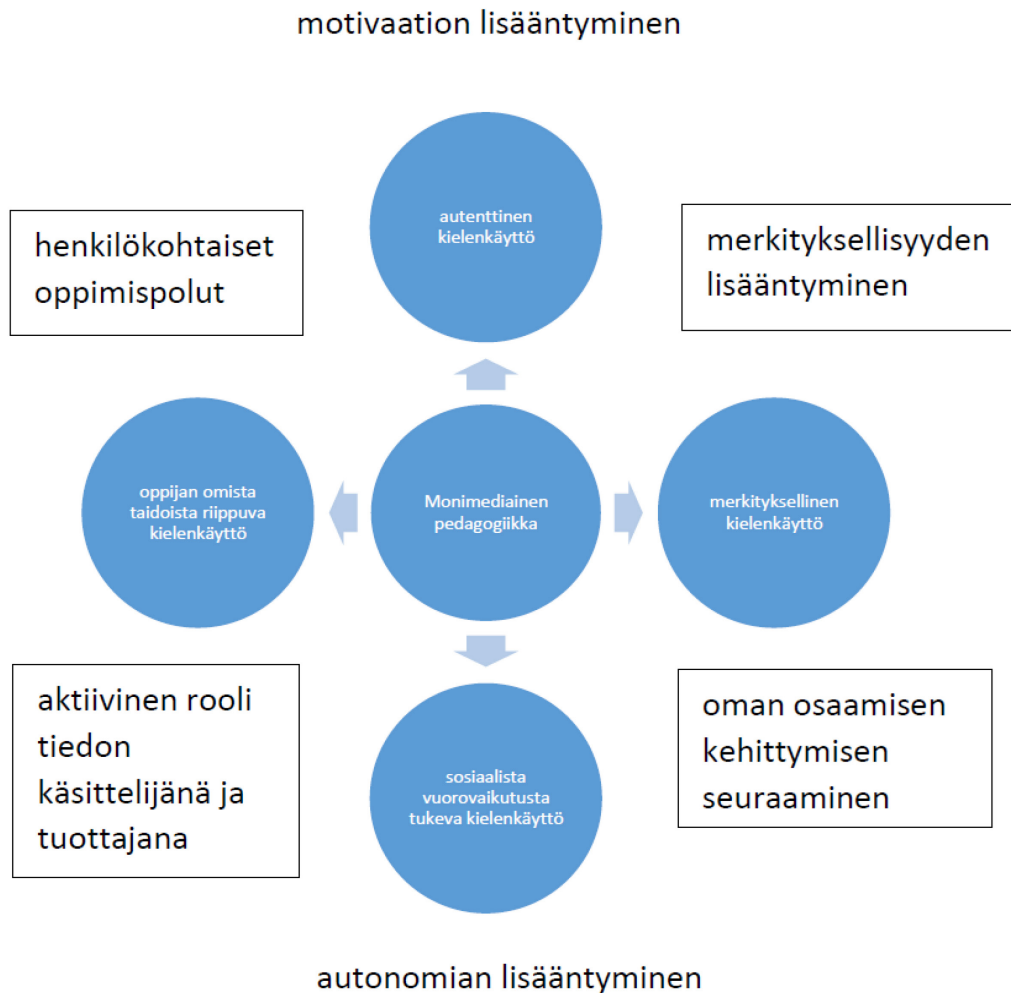 motivaation lisääntyminen
autenttinen
kielenkäyttö
henkilökohtaiset
oppimispolut
merkityksellisyyden
lisääntyminen
oppijan omista
taidoista riippuva
kielenkäyttö
Monimediainen
pedagogiikka
merkityksellinen
kielenkäyttö
aktiivinen rooli
tiedon
käsittelijänä ja
tuottajana
oman osaamisen
kehittymisen
seuraaminen
sosiaalista
vuorovaikutusta
tukeva kielenkäyttö
autonomian lisääntyminen